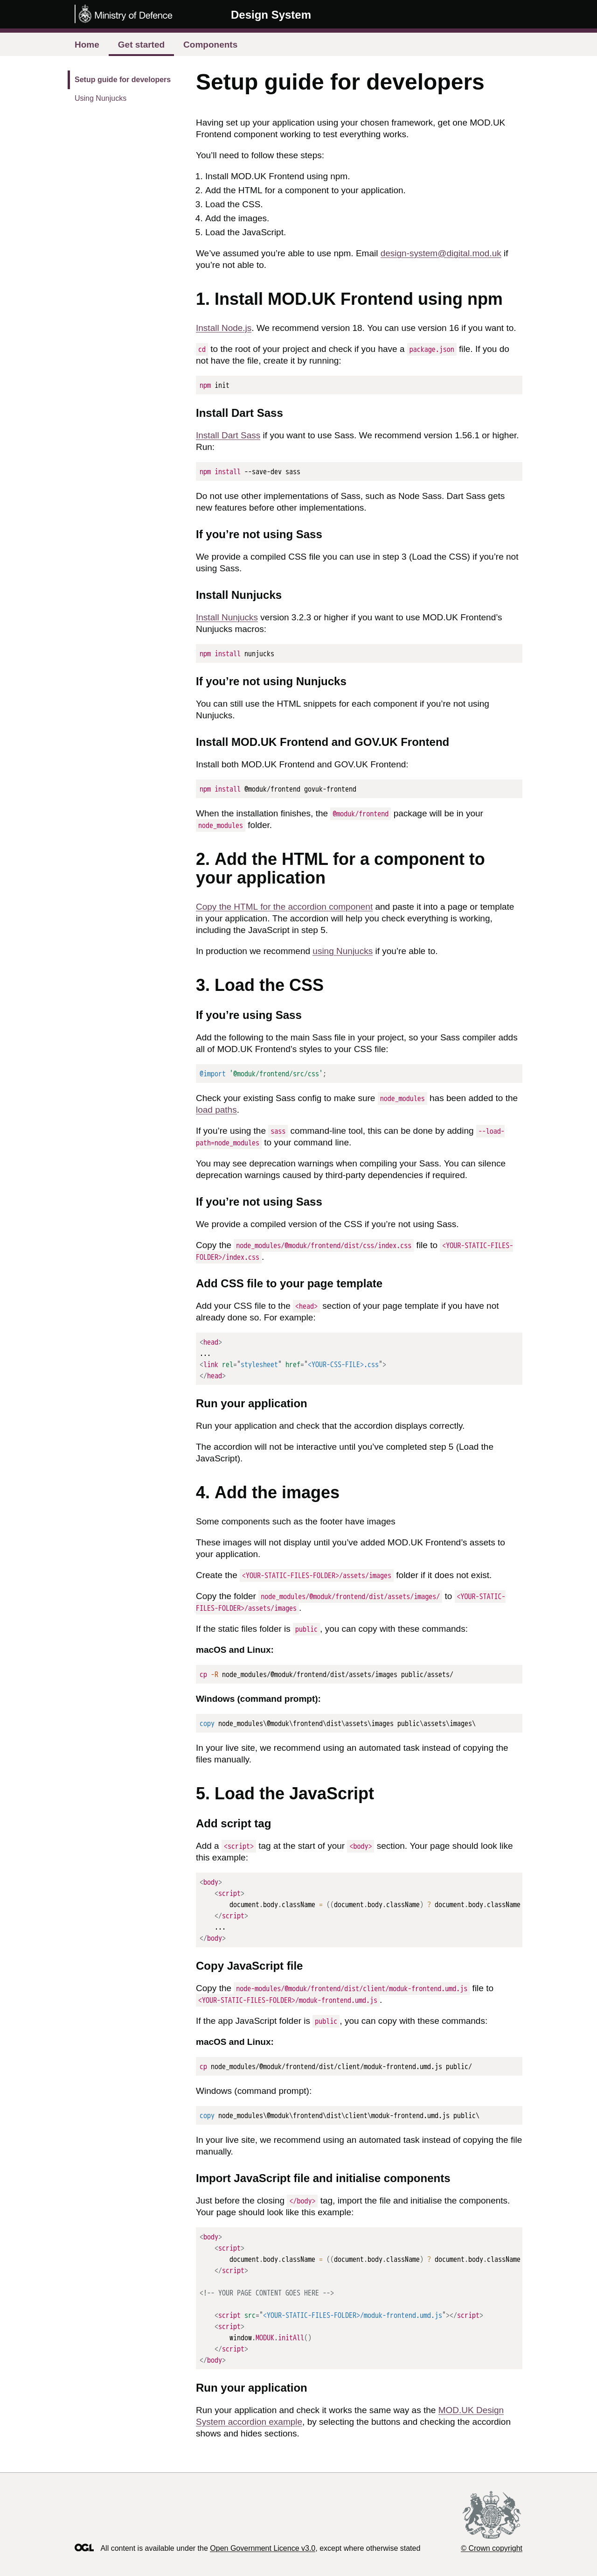 Ministry of Defence
Design System
Home
Get started
Components
Setup guide for developers
Using Nunjucks
Setup guide for developers
Having set up your application using your chosen framework, get one MOD.UK
Frontend component working to test everything works.
You’ll need to follow these steps:
1. Install MOD.UK Frontend using npm.
2. Add the HTML for a component to your application.
3. Load the CSS.
4. Add the images.
5. Load the JavaScript.
We’ve assumed you’re able to use npm. Email design-system@digital.mod.uk if
you’re not able to.
1. Install MOD.UK Frontend using npm
Install Node.js. We recommend version 18. You can use version 16 if you want to.
cd to the root of your project and check if you have a package.json file. If you do
not have the file, create it by running:
npm init
Install Dart Sass
Install Dart Sass if you want to use Sass. We recommend version 1.56.1 or higher.
Run:
npm install --save-dev sass
Do not use other implementations of Sass, such as Node Sass. Dart Sass gets
new features before other implementations.
If you’re not using Sass
We provide a compiled CSS file you can use in step 3 (Load the CSS) if you’re not
using Sass.
Install Nunjucks
Install Nunjucks version 3.2.3 or higher if you want to use MOD.UK Frontend’s
Nunjucks macros:
npm install nunjucks
If you’re not using Nunjucks
You can still use the HTML snippets for each component if you’re not using
Nunjucks.
Install MOD.UK Frontend and GOV.UK Frontend
Install both MOD.UK Frontend and GOV.UK Frontend:
npm install @moduk/frontend govuk-frontend
When the installation finishes, the @moduk/frontend package will be in your
node_modules folder.
2. Add the HTML for a component to
your application
Copy the HTML for the accordion component and paste it into a page or template
in your application. The accordion will help you check everything is working,
including the JavaScript in step 5.
In production we recommend using Nunjucks if you’re able to.
3. Load the CSS
If you’re using Sass
Add the following to the main Sass file in your project, so your Sass compiler adds
all of MOD.UK Frontend’s styles to your CSS file:
@import '@moduk/frontend/src/css';
Check your existing Sass config to make sure node_modules has been added to the
load paths.
If you’re using the sass command-line tool, this can be done by adding --load-
path=node_modules to your command line.
You may see deprecation warnings when compiling your Sass. You can silence
deprecation warnings caused by third-party dependencies if required.
If you’re not using Sass
We provide a compiled version of the CSS if you’re not using Sass.
Copy the node_modules/@moduk/frontend/dist/css/index.css file to <YOUR-STATIC-FILES-
FOLDER>/index.css.
Add CSS file to your page template
Add your CSS file to the <head> section of your page template if you have not
already done so. For example:
<head>
...
<link rel="stylesheet" href="<YOUR-CSS-FILE>.css">
</head>
Run your application
Run your application and check that the accordion displays correctly.
The accordion will not be interactive until you’ve completed step 5 (Load the
JavaScript).
4. Add the images
Some components such as the footer have images
These images will not display until you’ve added MOD.UK Frontend’s assets to
your application.
Create the <YOUR-STATIC-FILES-FOLDER>/assets/images folder if it does not exist.
Copy the folder node_modules/@moduk/frontend/dist/assets/images/ to <YOUR-STATIC-
FILES-FOLDER>/assets/images.
If the static files folder is public, you can copy with these commands:
macOS and Linux:
cp -R node_modules/@moduk/frontend/dist/assets/images public/assets/
Windows (command prompt):
copy node_modules\@moduk\frontend\dist\assets\images public\assets\images\
In your live site, we recommend using an automated task instead of copying the
files manually.
5. Load the JavaScript
Add script tag
Add a <script> tag at the start of your <body> section. Your page should look like
this example:
<body>
<script>
document.body.className = ((document.body.className) ? document.body.className
</script>
...
</body>
Copy JavaScript file
Copy the node-modules/@moduk/frontend/dist/client/moduk-frontend.umd.js file to
<YOUR-STATIC-FILES-FOLDER>/moduk-frontend.umd.js.
If the app JavaScript folder is public, you can copy with these commands:
macOS and Linux:
cp node_modules/@moduk/frontend/dist/client/moduk-frontend.umd.js public/
Windows (command prompt):
copy node_modules\@moduk\frontend\dist\client\moduk-frontend.umd.js public\
In your live site, we recommend using an automated task instead of copying the file
manually.
Import JavaScript file and initialise components
Just before the closing </body> tag, import the file and initialise the components.
Your page should look like this example:
<body>
<script>
document.body.className = ((document.body.className) ? document.body.className
</script>
<!-- YOUR PAGE CONTENT GOES HERE -->
<script src="<YOUR-STATIC-FILES-FOLDER>/moduk-frontend.umd.js"></script>
<script>
window.MODUK.initAll()
</script>
</body>
Run your application
Run your application and check it works the same way as the MOD.UK Design
System accordion example, by selecting the buttons and checking the accordion
shows and hides sections.
OGL All content is available under the Open Government Licence v3.0, except where otherwise stated
© Crown copyright